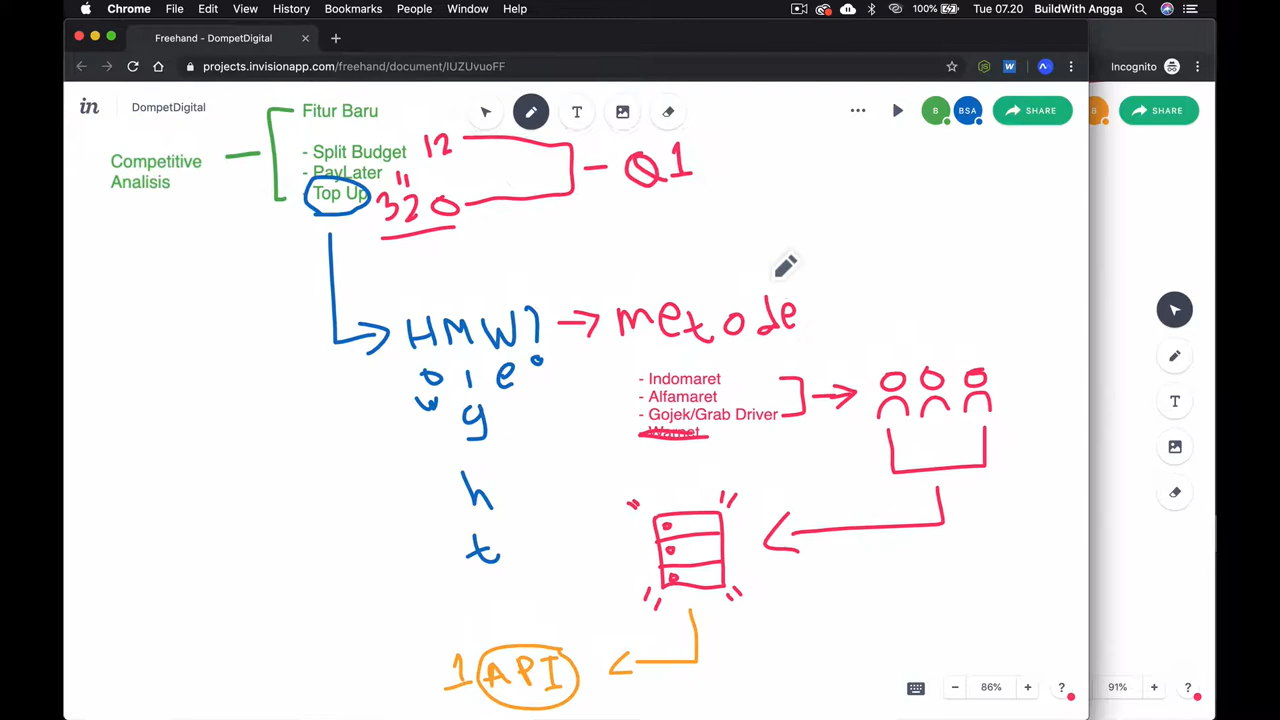 Chrome File Edit View History Bookmarks People Window Help 100% Tue 07.20 BuildWith Angga
Freehand - DompetDigital
projects.invisionapp.com/freehand/document/IUZUvuoFF
Incognito
in DompetDigital
T
B BSA SHARE
SHARE
Fitur Baru
Competitive
Analisis
- Split Budget
- PayLater
Top Up
12
" 320
Q1
HMW?
o i e
w g
h
t
metode
- Indomaret
- Alfamaret
- Gojek/Grab Driver
- Warnet
1 API
T
86% ?
91% ?